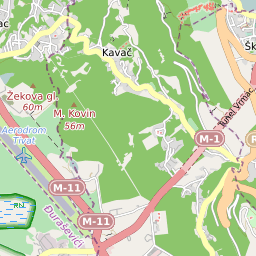 ac
Kavač
Šk
Žekova gl.
60m
M. Kovin
56m
Aerodrom
Tivat
M-1
Tunel Vrmac
M-11
Đuraševići
M-11